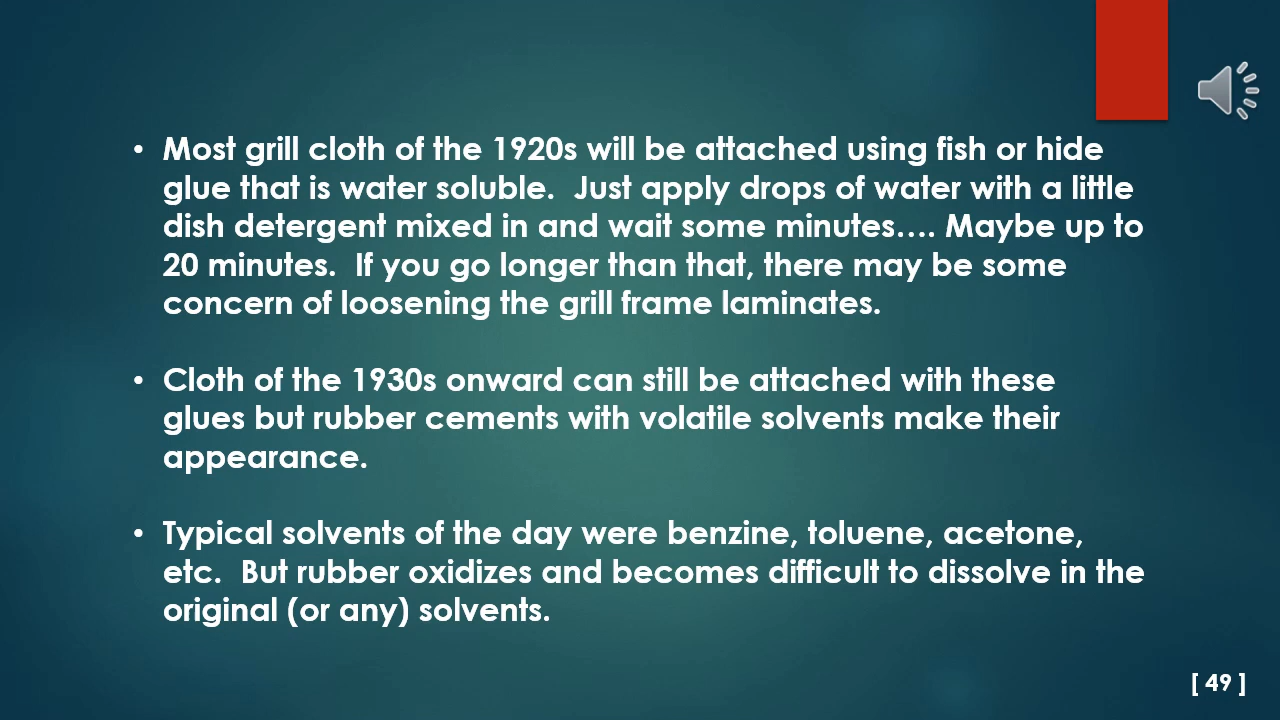 • Most grill cloth of the 1920s will be attached using fish or hide
glue that is water soluble.  Just apply drops of water with a little
dish detergent mixed in and wait some minutes…. Maybe up to
20 minutes.  If you go longer than that, there may be some
concern of loosening the grill frame laminates.
• Cloth of the 1930s onward can still be attached with these
glues but rubber cements with volatile solvents make their
appearance.
• Typical solvents of the day were benzine, toluene, acetone,
etc.  But rubber oxidizes and becomes difficult to dissolve in the
original (or any) solvents.
[ 49 ]